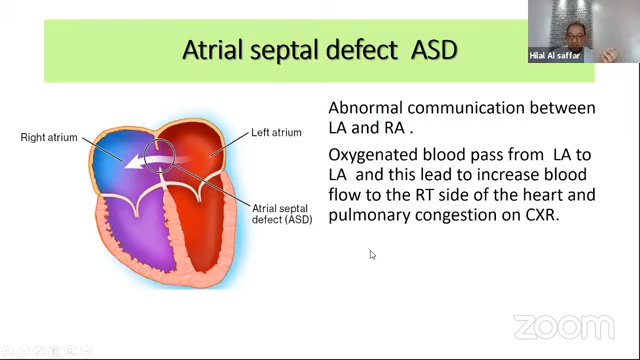 Atrial septal defect ASD
Hilal Al saffar
Right atrium
Left atrium
Atrial septal
defect (ASD)
Abnormal communication between
LA and RA .
Oxygenated blood pass from LA to
LA and this lead to increase blood
flow to the RT side of the heart and
pulmonary congestion on CXR.
zoom